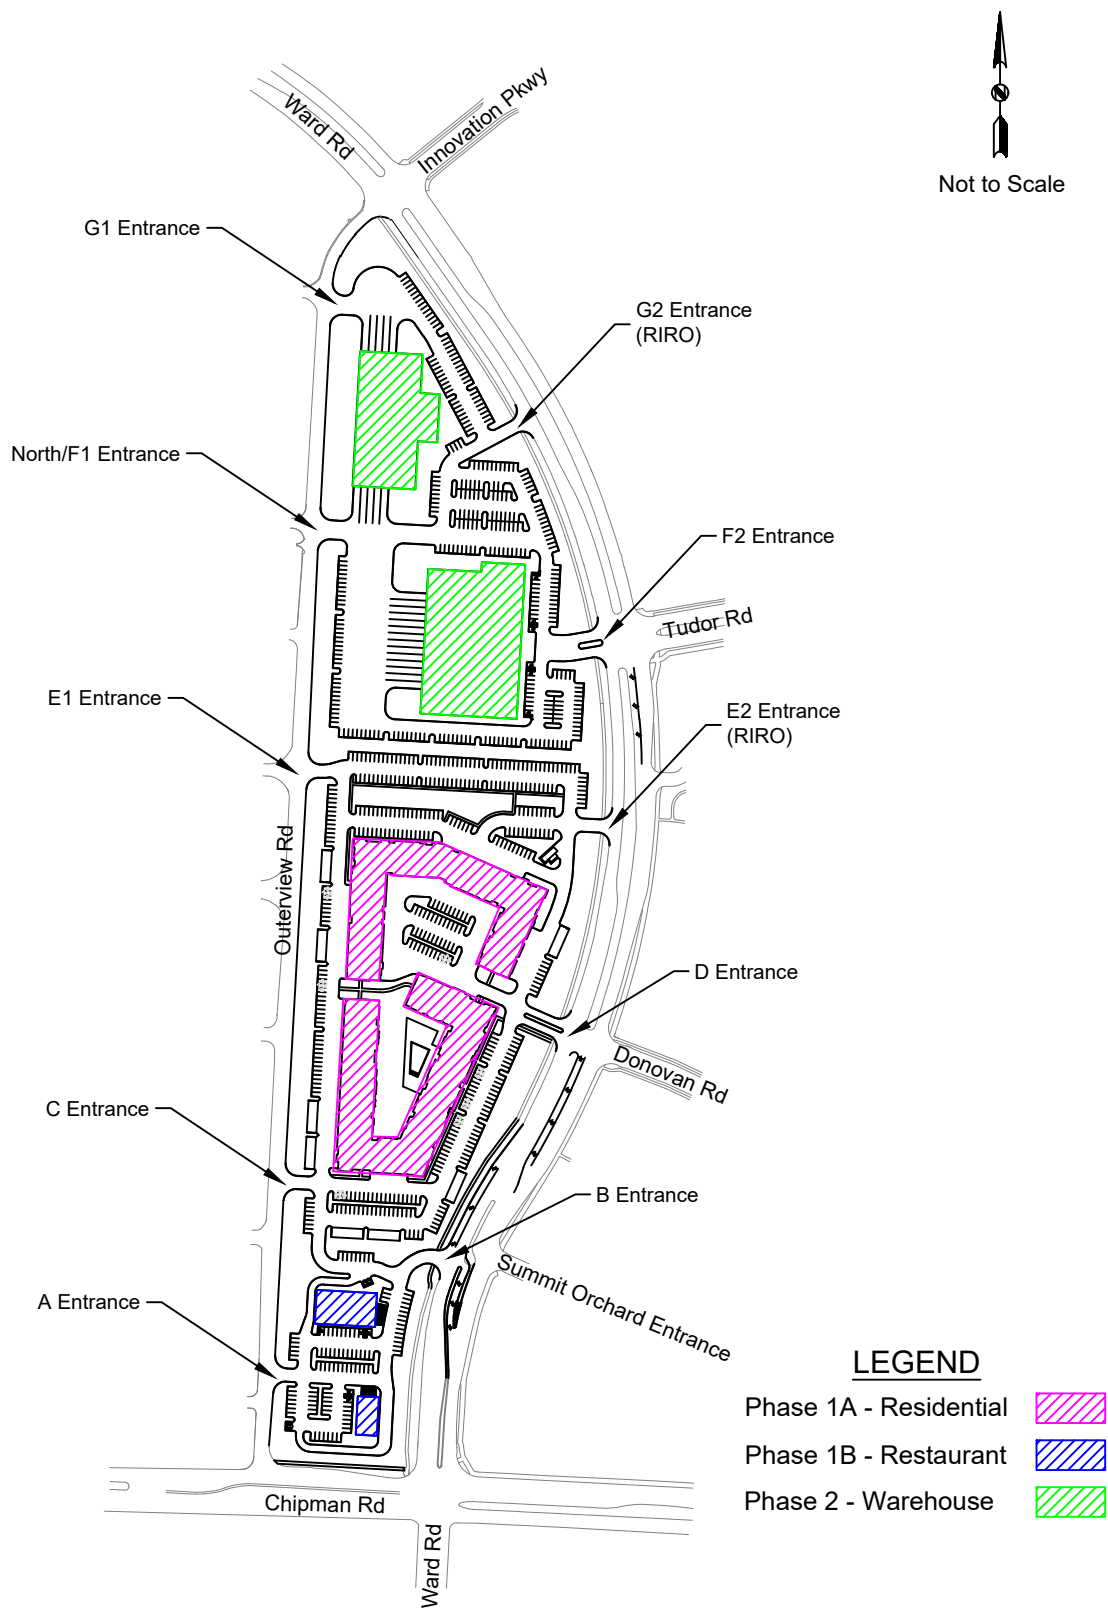 Ward Rd
Innovation Pkwy
N
Not to Scale
G1 Entrance
G2 Entrance
(RIRO)
North/F1 Entrance
F2 Entrance
Tudor Rd
E1 Entrance
E2 Entrance
(RIRO)
Outerview Rd
D Entrance
Donovan Rd
C Entrance
B Entrance
Summit Orchard Entrance
A Entrance
LEGEND
Phase 1A - Residential
Phase 1B - Restaurant
Phase 2 - Warehouse
Chipman Rd
Ward Rd